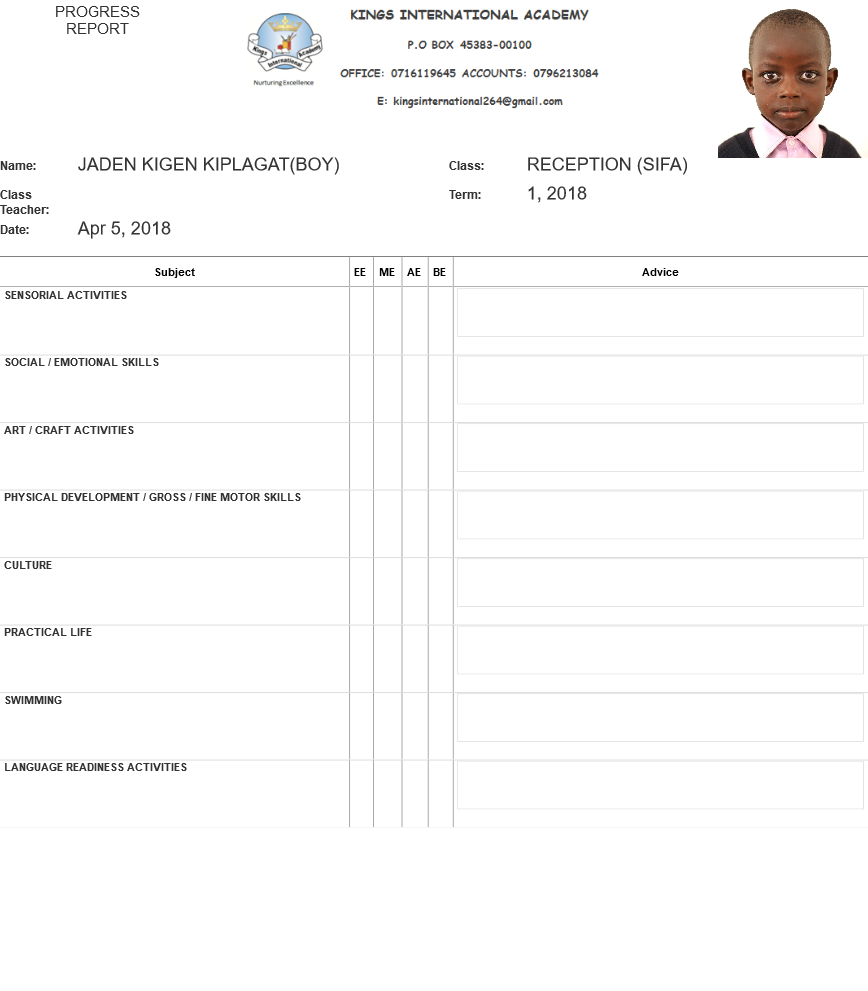 PROGRESS
REPORT
KINGS INTERNATIONAL ACADEMY
P.O BOX 45383-00100
OFFICE: 0716119645 ACCOUNTS: 0796213084
E: kingsinternational264@gmail.com
Kings International Academy
Nurturing Excellence
Name: JADEN KIGEN KIPLAGAT(BOY) Class: RECEPTION (SIFA)
Class
Teacher:
Term: 1, 2018
Date: Apr 5, 2018
Subject EE ME AE BE Advice
SENSORIAL ACTIVITIES
SOCIAL / EMOTIONAL SKILLS
ART / CRAFT ACTIVITIES
PHYSICAL DEVELOPMENT / GROSS / FINE MOTOR SKILLS
CULTURE
PRACTICAL LIFE
SWIMMING
LANGUAGE READINESS ACTIVITIES